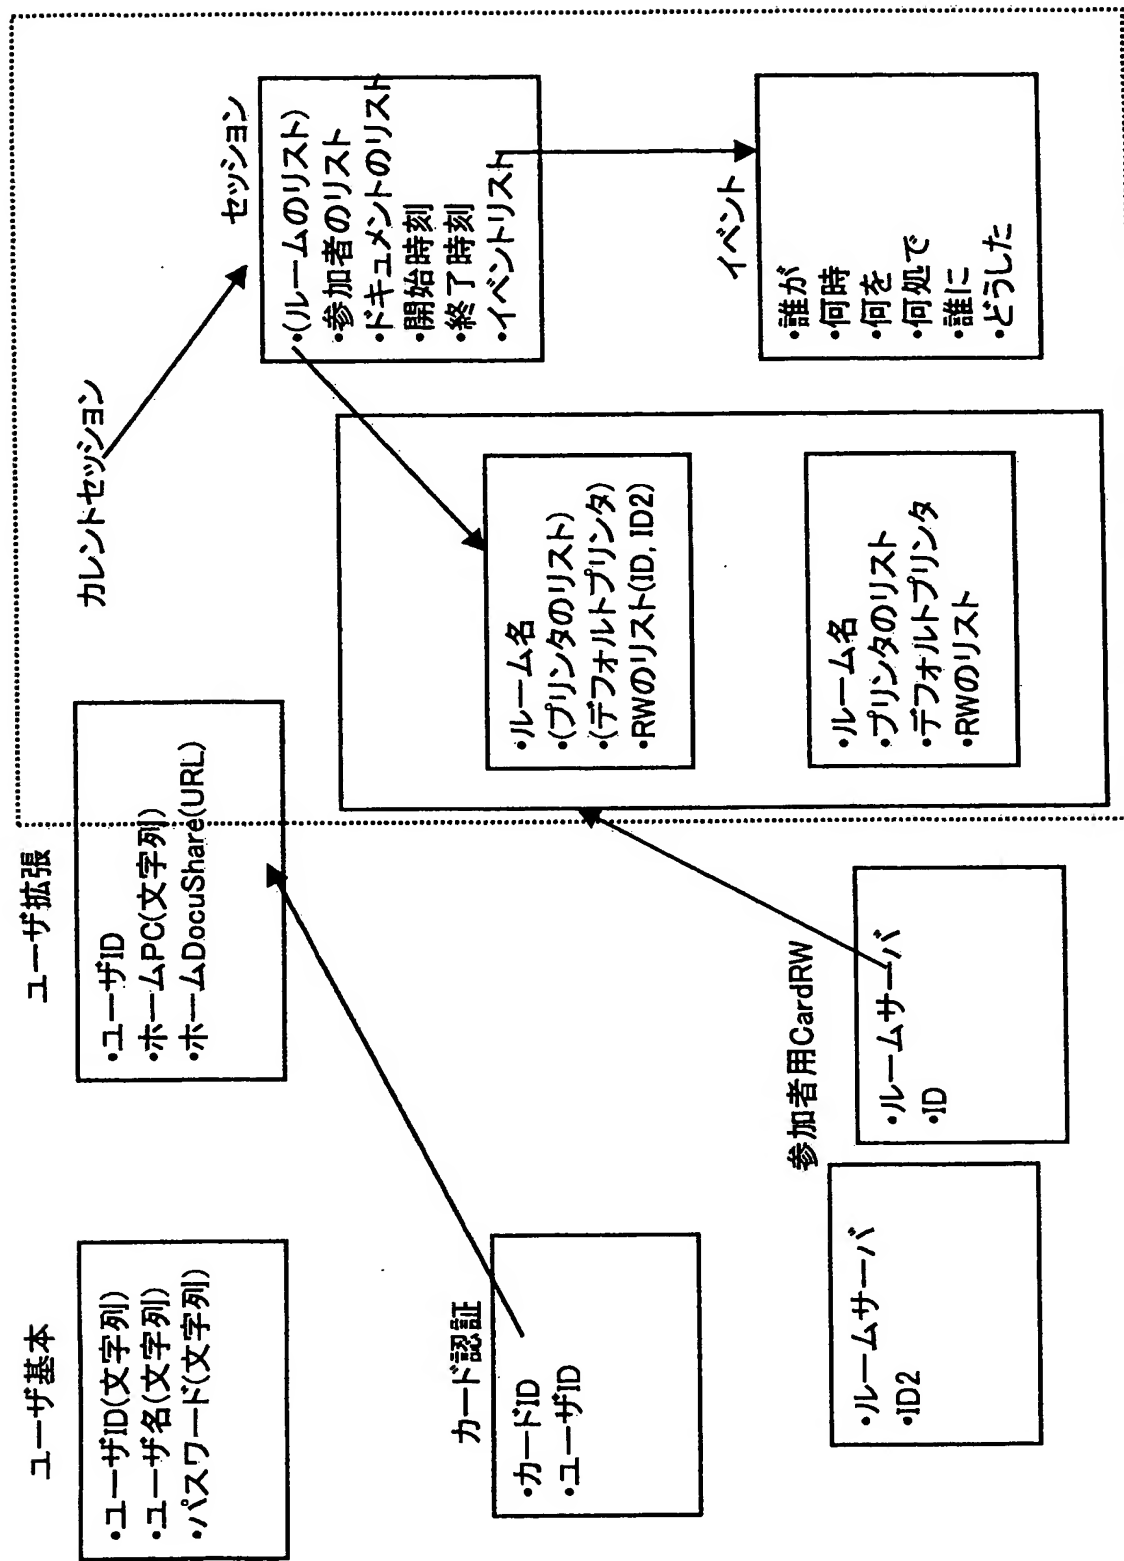 ユーザ基本
・ユーザID(文字列)
・ユーザ名(文字列)
・パスワード(文字列)
ユーザ拡張
・ユーザID
・ホームPC(文字列)
・ホームDocuShare(URL)
カレントセッション
セッション
・(ルームのリスト)
・参加者のリスト
・ドキュメントのリスト
・開始時刻
・終了時刻
・イベントリスト
カード認証
・カードID
・ユーザID
・ルーム名
・(プリンタのリスト)
・(デフォルトプリンタ)
・RWのリスト(ID, ID2)
イベント
・誰が
・何時
・何を
・何処で
・誰に
・どうした
参加者用CardRW
・ルームサーバ
・ID2
・ルームサーバ
・ID
・ルーム名
・プリンタのリスト
・デフォルトプリンタ
・RWのリスト